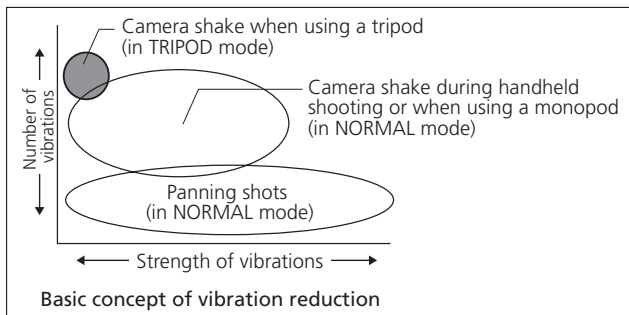 Camera shake when using a tripod
(in TRIPOD mode)
Camera shake during handheld
shooting or when using a monopod
(in NORMAL mode)
Number of
vibrations
Panning shots
(in NORMAL mode)
Strength of vibrations
Basic concept of vibration reduction